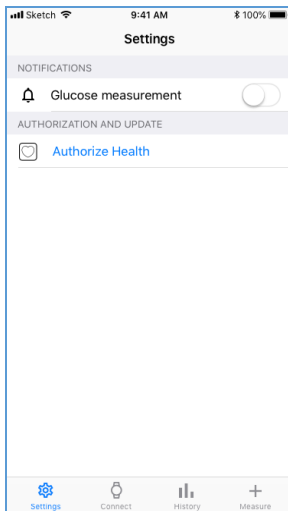 Sketch 9:41 AM 100%
Settings
NOTIFICATIONS
Glucose measurement
AUTHORIZATION AND UPDATE
Authorize Health
Settings Connect History Measure